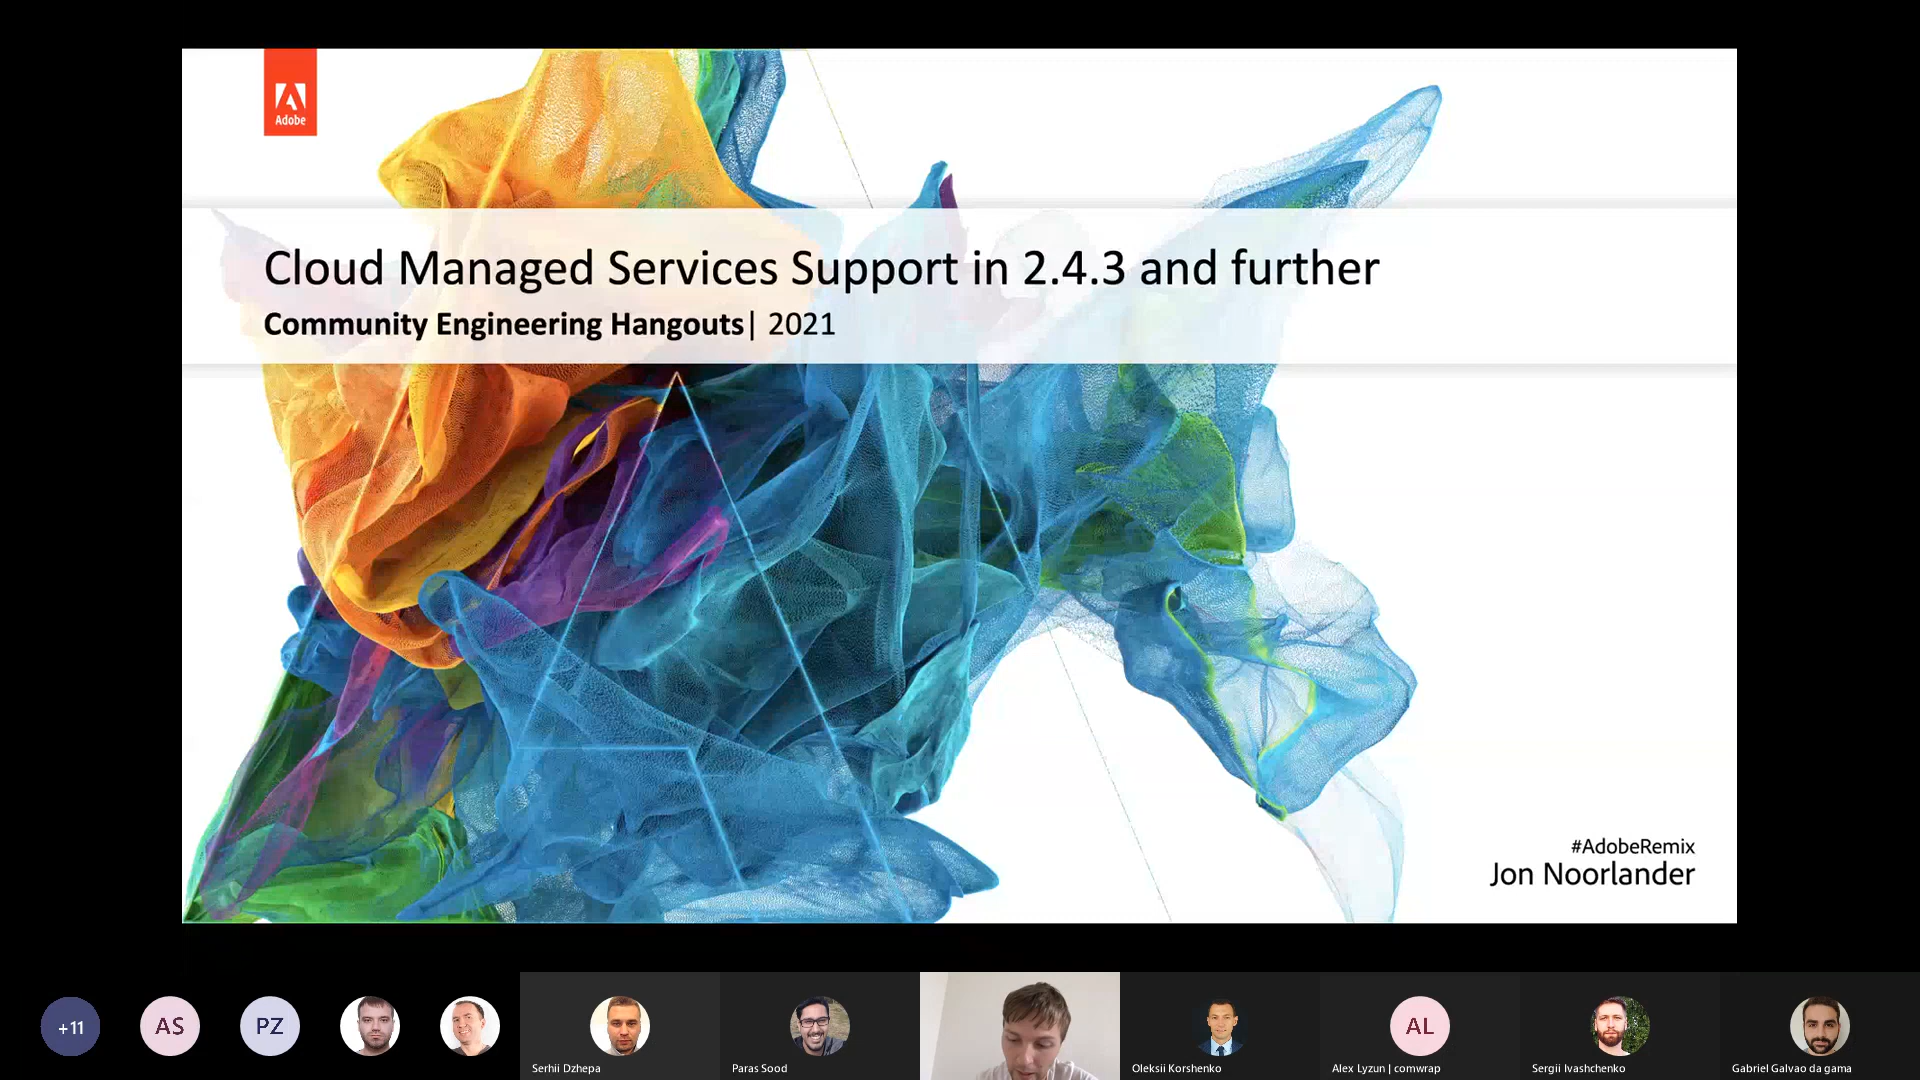 Adobe
Cloud Managed Services Support in 2.4.3 and further
Community Engineering Hangouts| 2021
#AdobeRemix
Jon Noorlander
+11
AS
PZ
AL
Serhii Dzhepa
Paras Sood
Oleksii Korshenko
Alex Lyzun | comwrap
Sergii Ivashchenko
Gabriel Galvao da gama